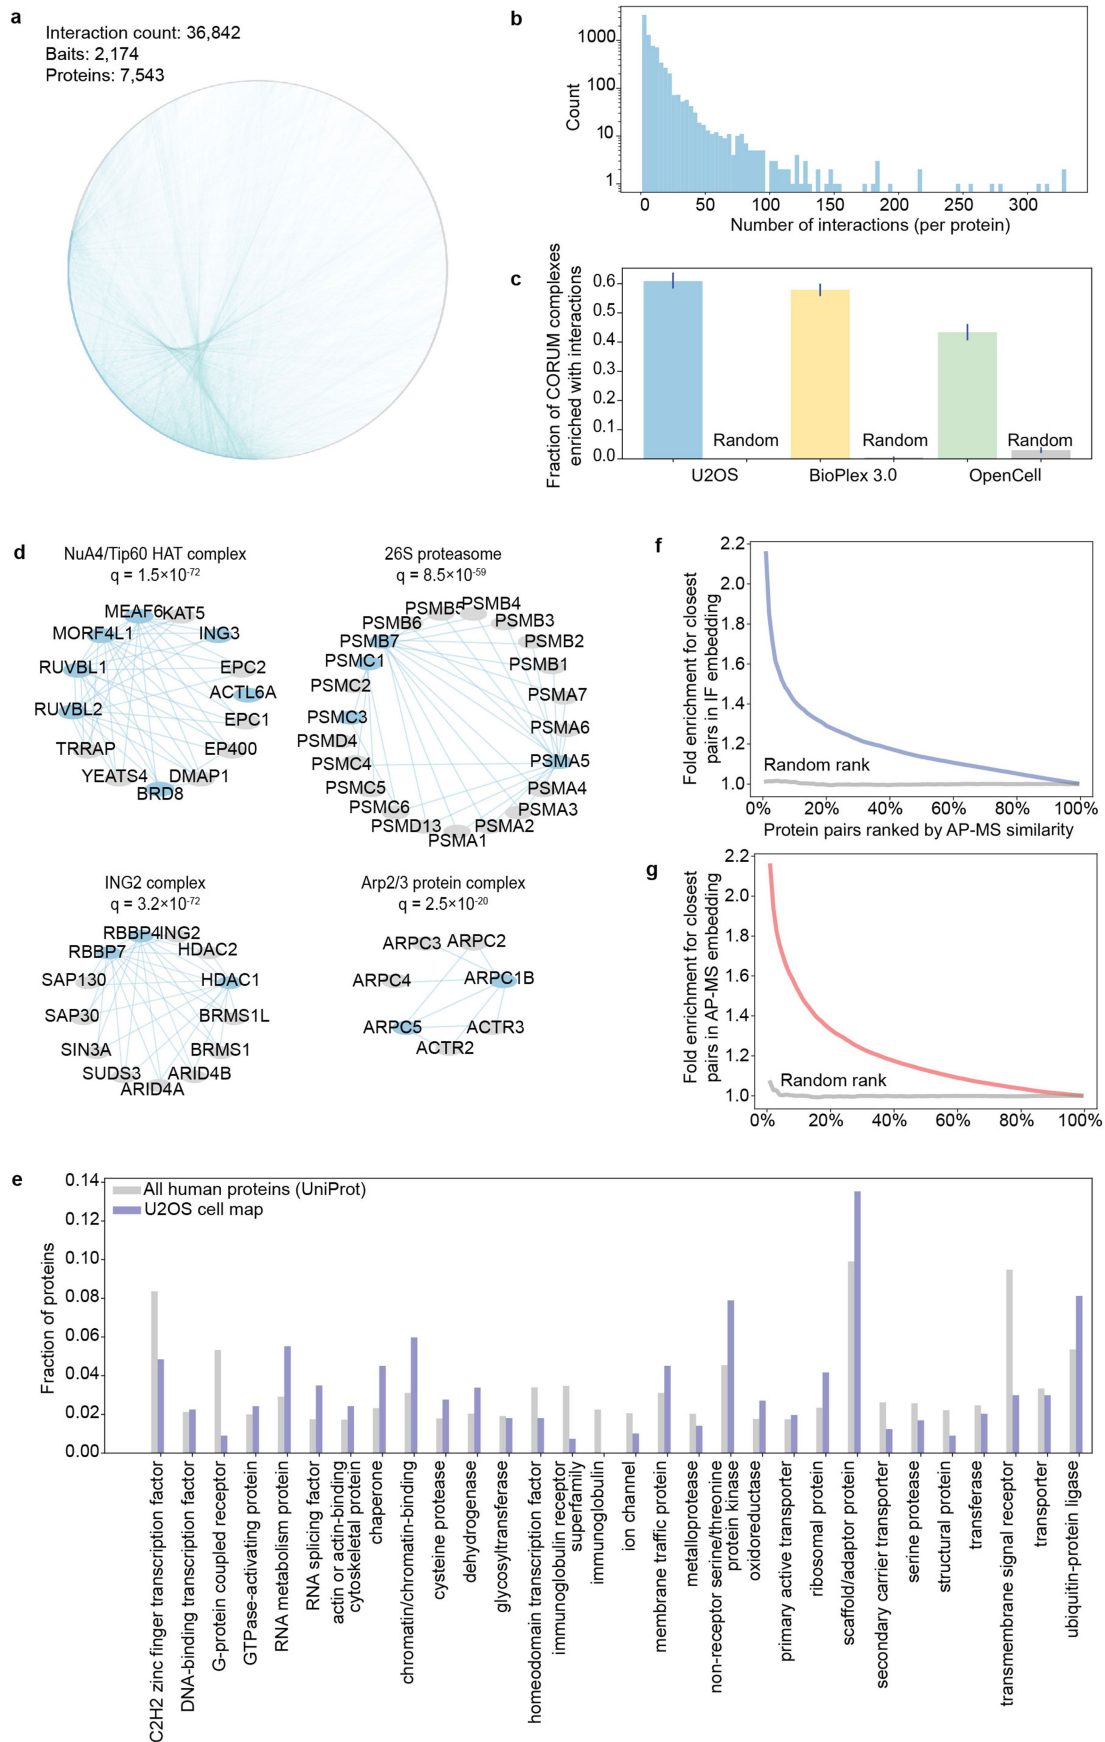 a
Interaction count: 36,842
Baits: 2,174
Proteins: 7,543
b
Count
1000
100
10
1
0 50 100 150 200 250 300
Number of interactions (per protein)
c
Fraction of CORUM complexes
enriched with interactions
0.6
0.5
0.4
0.3
0.2
0.1
0.0
Random Random Random
U2OS BioPlex 3.0 OpenCell
d
NuA4/Tip60 HAT complex
q = 1.5×10-72
MEAF6 KAT5
MORF4L1 ING3
RUVBL1 EPC2
ACTL6A
RUVBL2 EPC1
TRRAP EP400
YEATS4 DMAP1
BRD8
26S proteasome
q = 8.5×10-59
PSMB5 PSMB4
PSMB6 PSMB3
PSMB7 PSMB2
PSMC1 PSMB1
PSMC2 PSMA7
PSMC3 PSMA6
PSMD4
PSMC4 PSMA5
PSMC5 PSMA4
PSMC6 PSMA3
PSMD13 PSMA2
PSMA1
ING2 complex
q = 3.2×10-72
RBBP4 ING2
RBBP7 HDAC2
SAP130 HDAC1
SAP30 BRMS1L
SIN3A BRMS1
SUDS3 ARID4B
ARID4A
Arp2/3 protein complex
q = 2.5×10-20
ARPC3 ARPC2
ARPC4 ARPC1B
ARPC5 ACTR3
ACTR2
f
Fold enrichment for closest
pairs in IF embedding
2.2
2.0
1.8
1.6
1.4
1.2
1.0
Random rank
0% 20% 40% 60% 80% 100%
Protein pairs ranked by AP-MS similarity
g
Fold enrichment for closest
pairs in AP-MS embedding
2.2
2.0
1.8
1.6
1.4
1.2
1.0
Random rank
0% 20% 40% 60% 80% 100%
e
Fraction of proteins
0.14
0.12
0.10
0.08
0.06
0.04
0.02
0.00
All human proteins (UniProt)
U2OS cell map
C2H2 zinc finger transcription factor
DNA-binding transcription factor
G-protein coupled receptor
GTPase-activating protein
RNA metabolism protein
RNA splicing factor
actin or actin-binding
cytoskeletal protein
chaperone
chromatin/chromatin-binding
cysteine protease
dehydrogenase
glycosyltransferase
homeodomain transcription factor
immunoglobulin receptor
superfamily
immunoglobulin
ion channel
membrane traffic protein
metalloprotease
non-receptor serine/threonine
protein kinase
oxidoreductase
primary active transporter
ribosomal protein
scaffold/adaptor protein
secondary carrier transporter
serine protease
structural protein
transferase
transmembrane signal receptor
transporter
ubiquitin-protein ligase